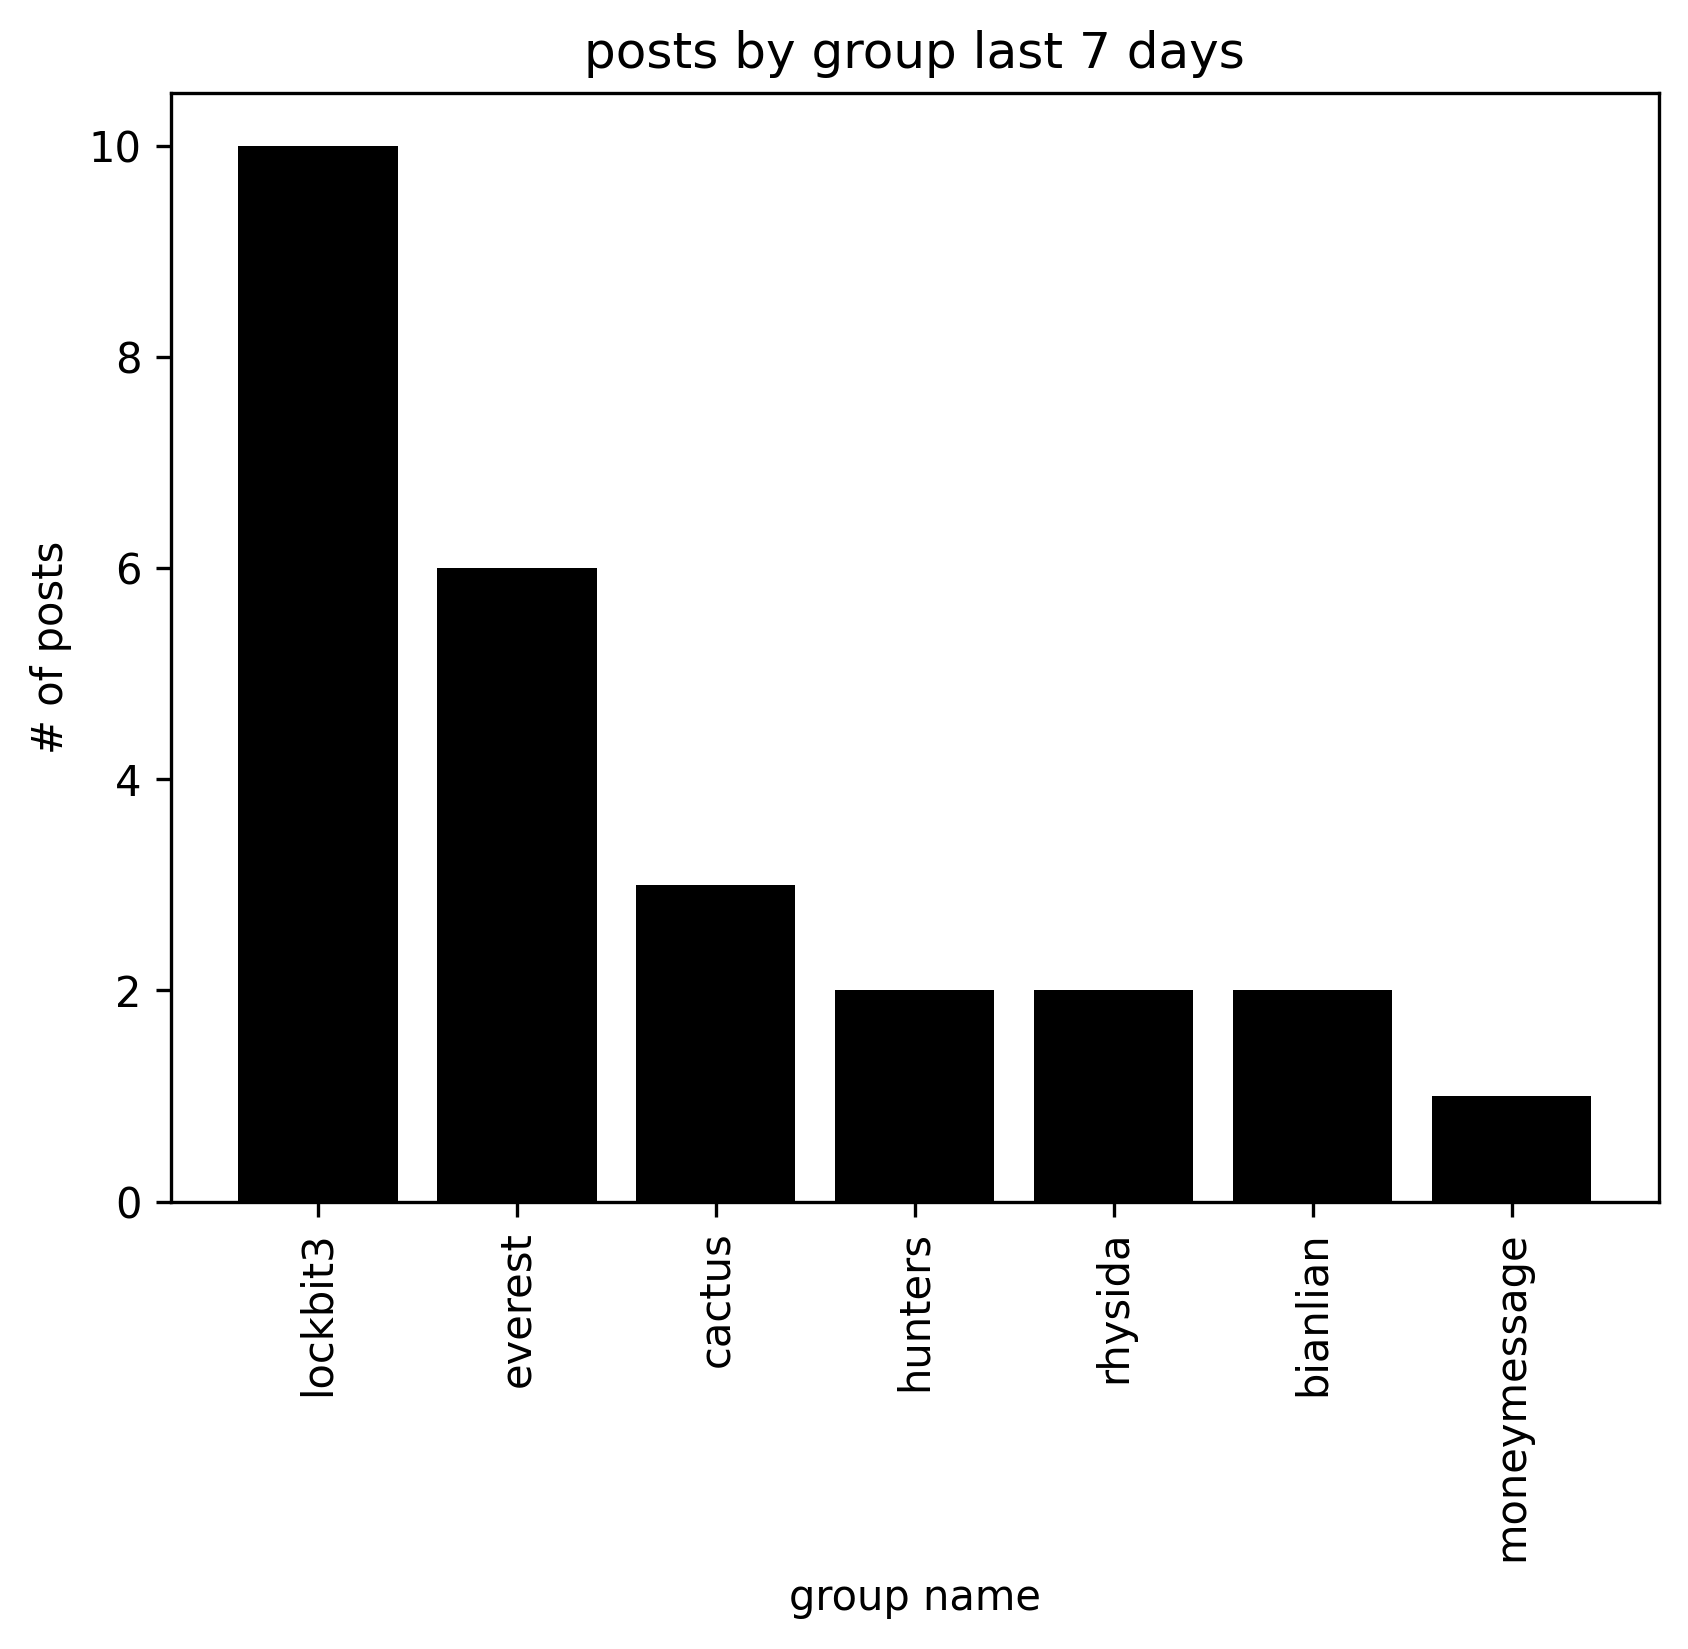 posts by group last 7 days
# of posts
10
8
6
4
2
0
lockbit3
everest
cactus
hunters
rhysida
bianlian
moneymessage
group name